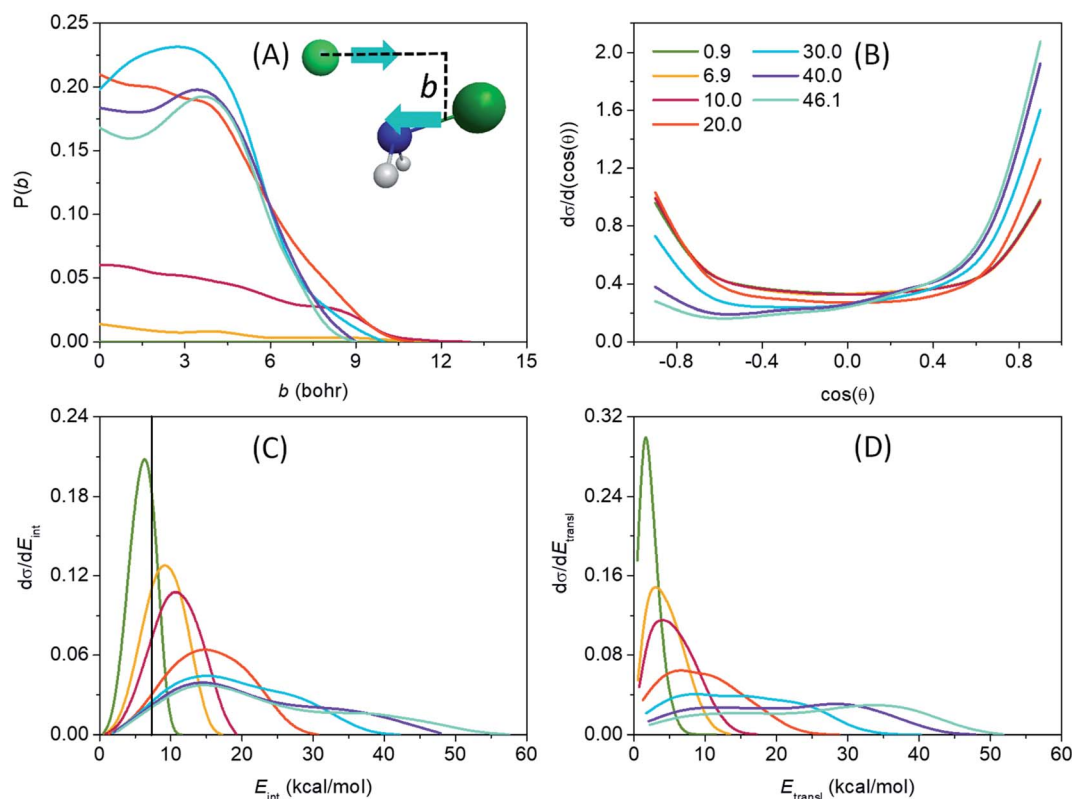 0.25
0.20
0.15
0.10
0.05
0.00
P(b)
0 3 6 9 12 15
b (bohr)
(A)
b
2.0
1.6
1.2
0.8
0.4
0.0
dσ/d(cos(θ))
-0.8 -0.4 0.0 0.4 0.8
cos(θ)
(B)
0.9 30.0
6.9 40.0
10.0 46.1
20.0
0.24
0.18
0.12
0.06
0.00
dσ/dE_int
0 10 20 30 40 50 60
E_int (kcal/mol)
(C)
0.32
0.24
0.16
0.08
0.00
dσ/dE_transl
0 10 20 30 40 50 60
E_transl (kcal/mol)
(D)